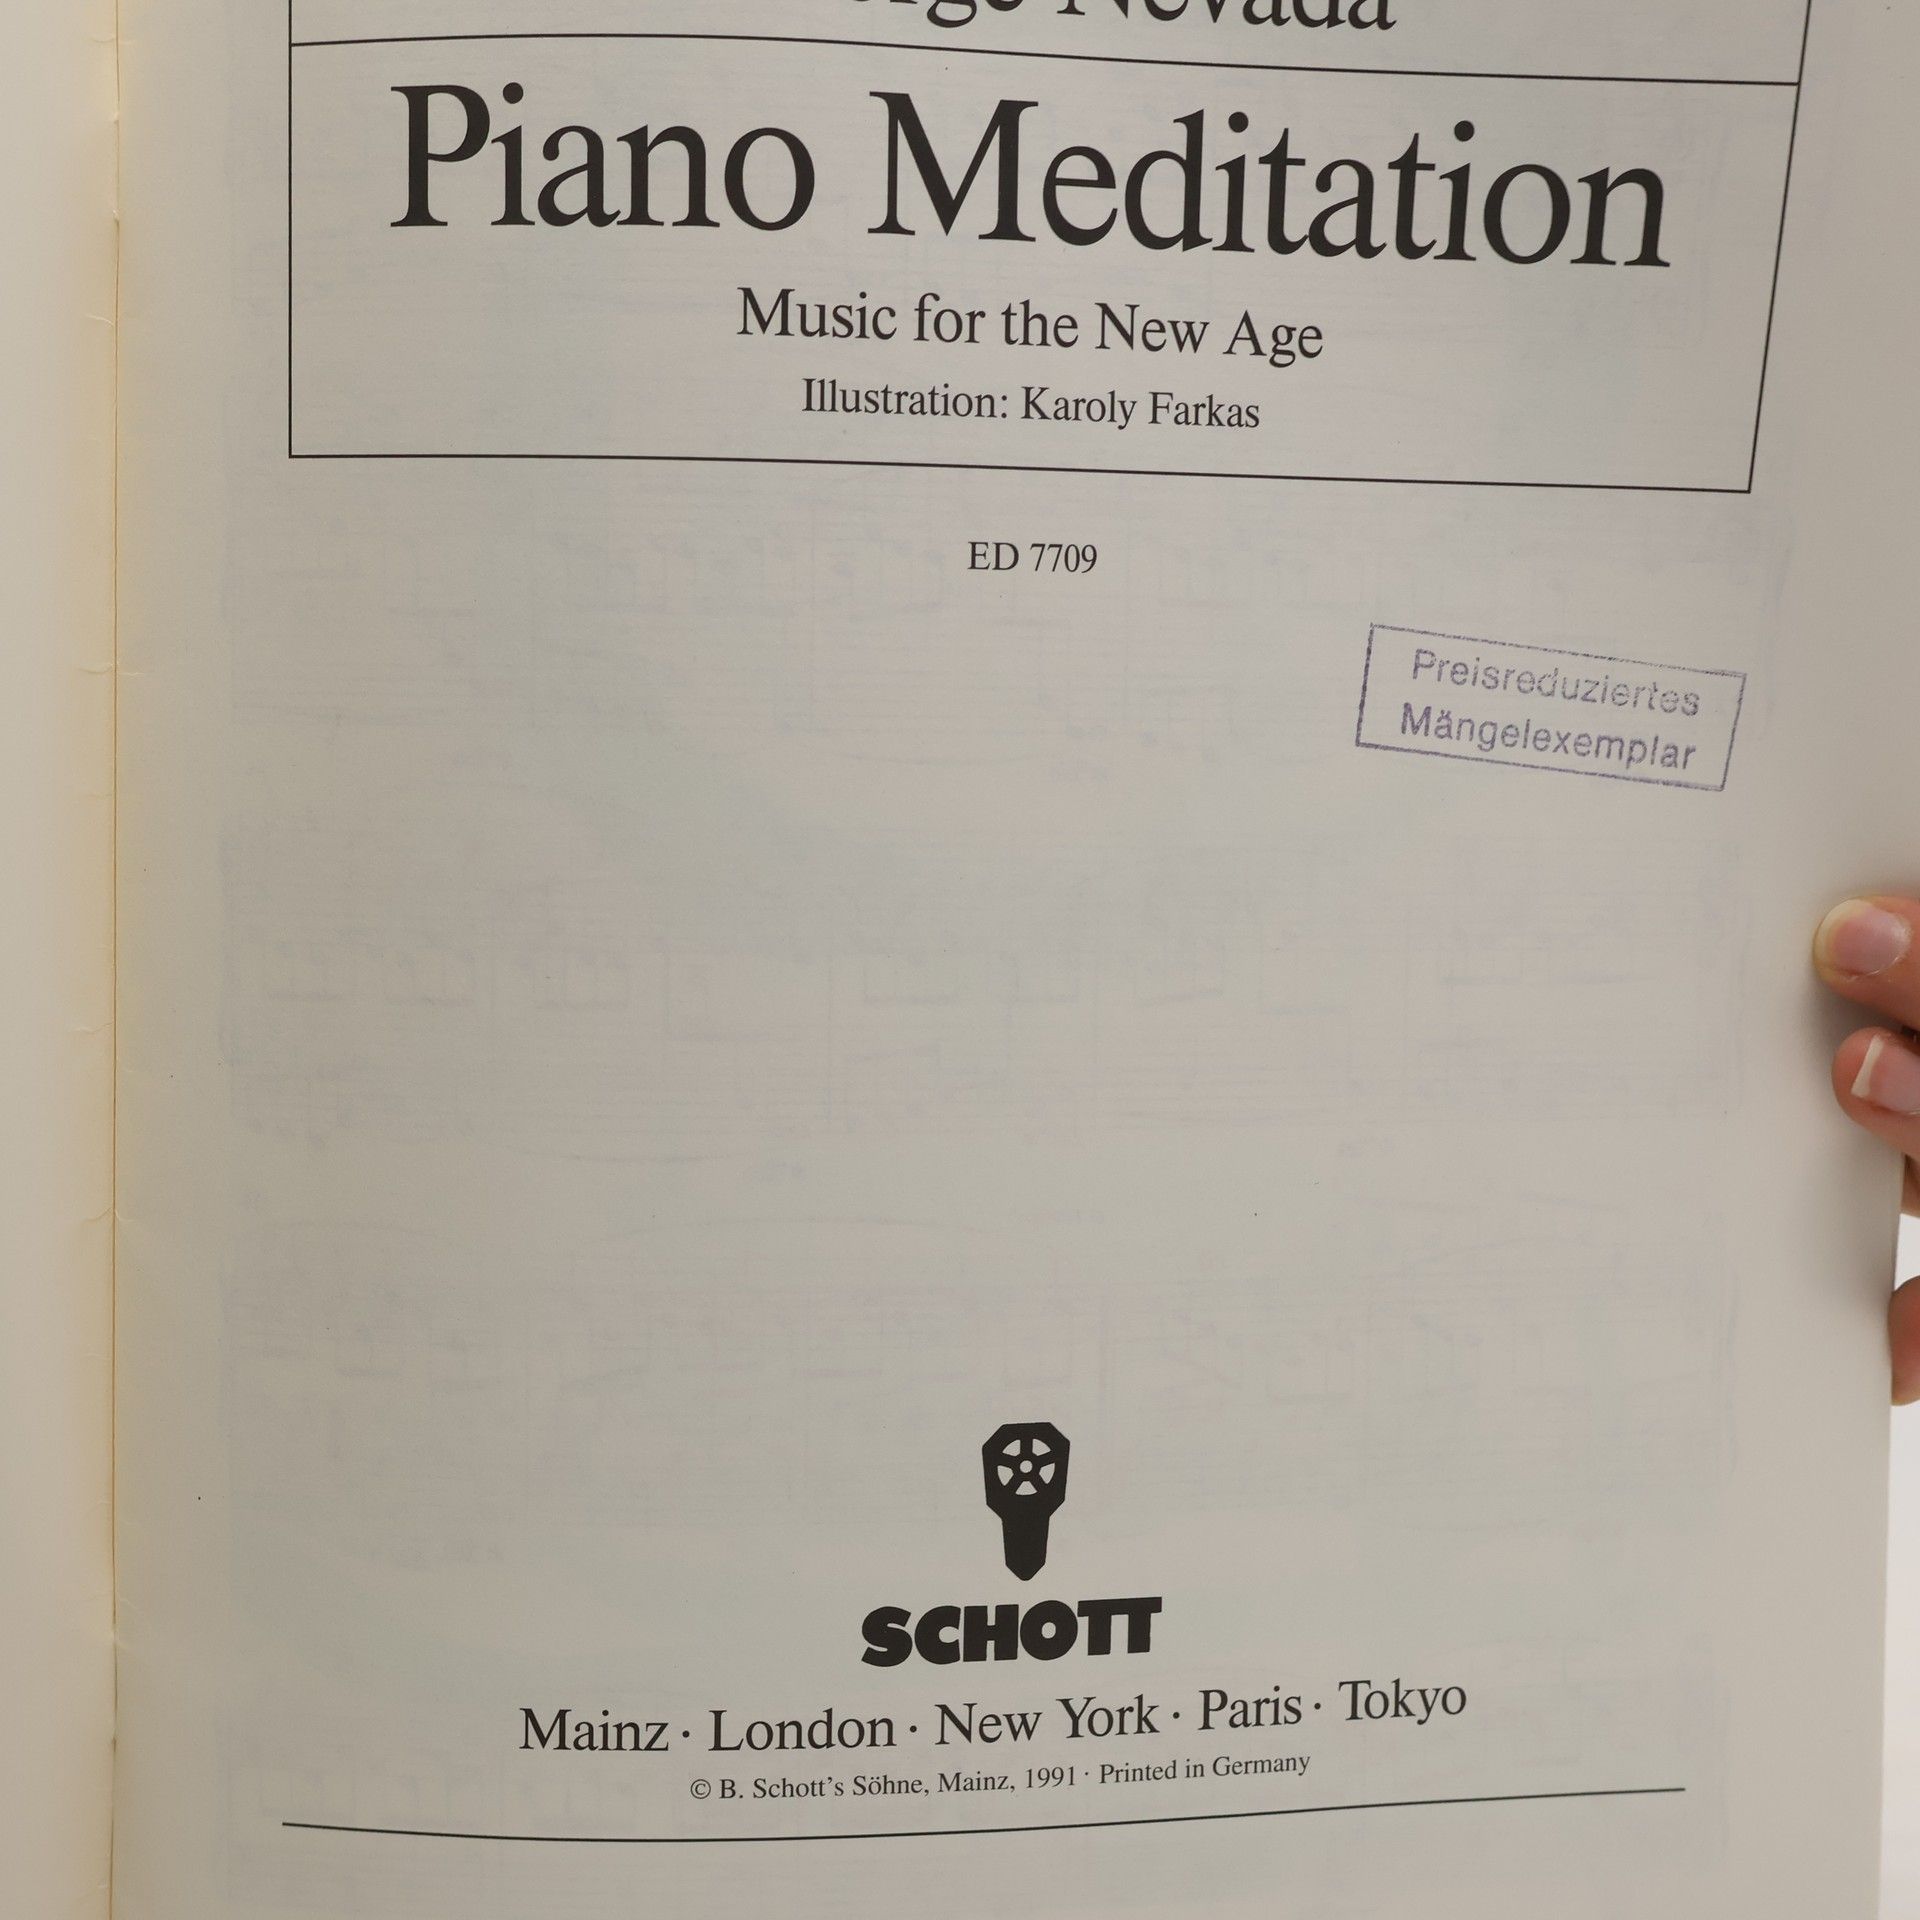 Nevada
Piano Meditation
Music for the New Age
Illustration: Karoly Farkas
ED 7709
Preisreduziertes
Mängelexemplar
SCHOTT
Mainz · London · New York · Paris · Tokyo
© B. Schott's Söhne, Mainz, 1991 · Printed in Germany